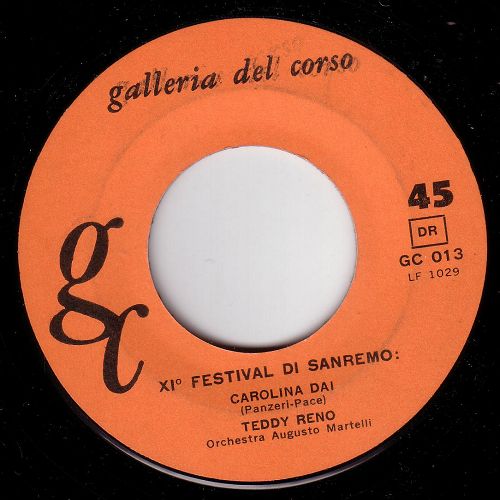 galleria del corso
45
DR
GC 013
LF 1029
gc
XI° FESTIVAL DI SANREMO:
CAROLINA DAI
(Panzeri-Pace)
TEDDY RENO
Orchestra Augusto Martelli